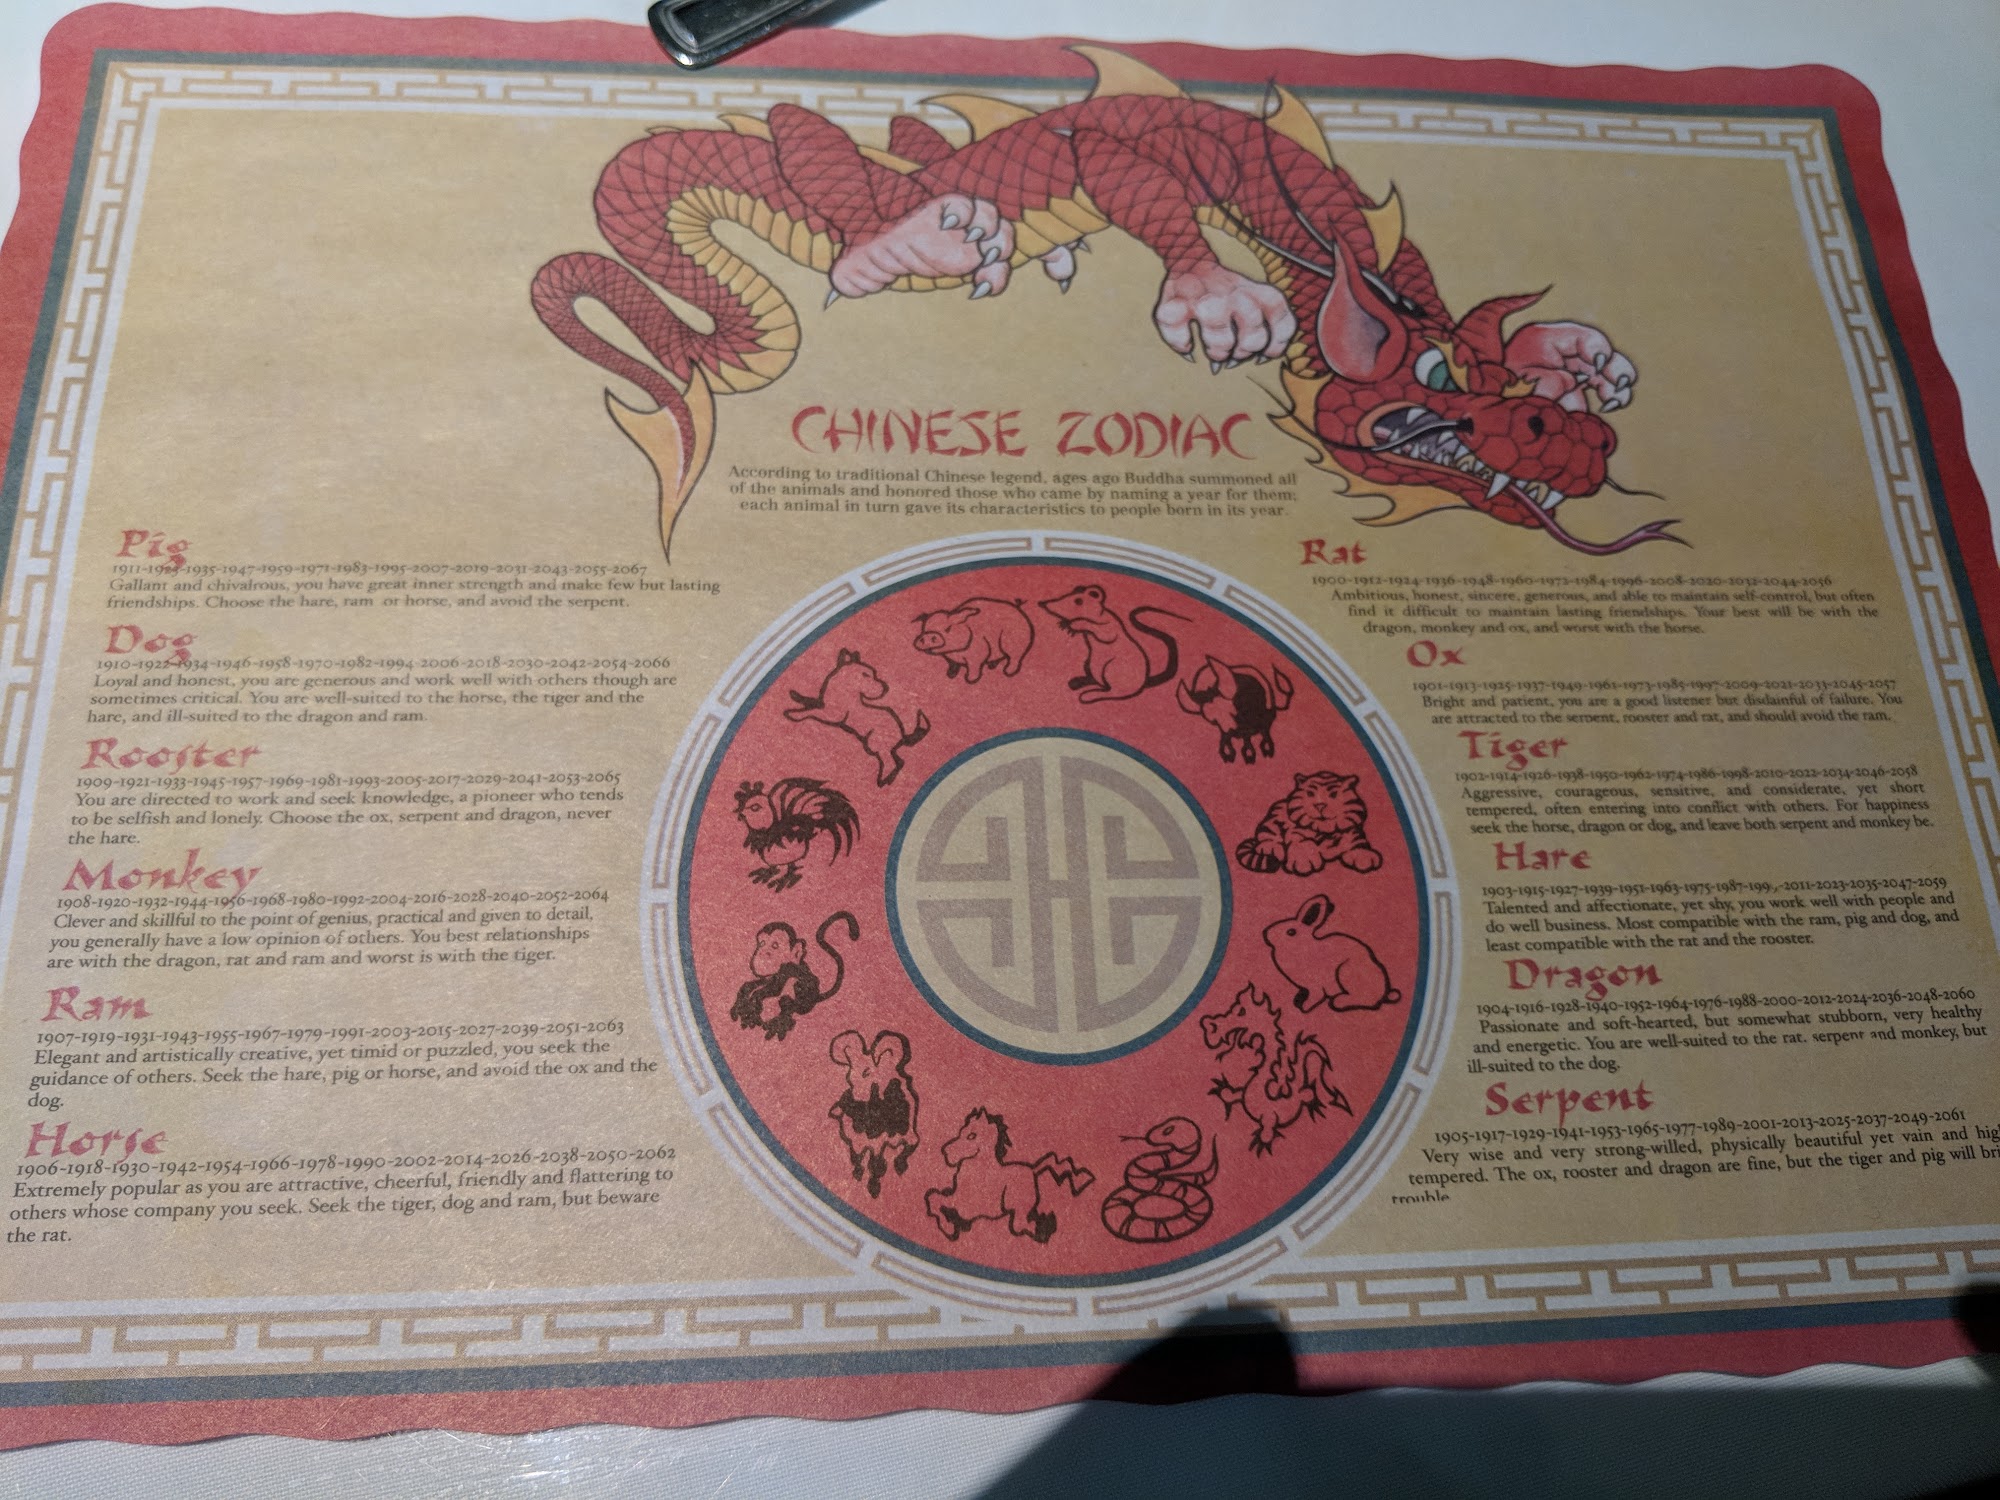 CHINESE ZODIAC
According to traditional Chinese legend, ages ago Buddha summoned all
of the animals and honored those who came by naming a year for them;
each animal in turn gave its characteristics to people born in its year.
Pig
1911-1923-1935-1947-1959-1971-1983-1995-2007-2019-2031-2043-2055-2067
Gallant and chivalrous, you have great inner strength and make few but lasting
friendships. Choose the hare, ram or horse, and avoid the serpent.
Dog
1910-1922-1934-1946-1958-1970-1982-1994-2006-2018-2030-2042-2054-2066
Loyal and honest, you are generous and work well with others though are
sometimes critical. You are well-suited to the horse, the tiger and the
hare, and ill-suited to the dragon and ram.
Rooster
1909-1921-1933-1945-1957-1969-1981-1993-2005-2017-2029-2041-2053-2065
You are directed to work and seek knowledge, a pioneer who tends
to be selfish and lonely. Choose the ox, serpent and dragon, never
the hare.
Monkey
1908-1920-1932-1944-1956-1968-1980-1992-2004-2016-2028-2040-2052-2064
Clever and skillful to the point of genius, practical and given to detail,
you generally have a low opinion of others. You best relationships
are with the dragon, rat and ram and worst is with the tiger.
Ram
1907-1919-1931-1943-1955-1967-1979-1991-2003-2015-2027-2039-2051-2063
Elegant and artistically creative, yet timid or puzzled, you seek the
guidance of others. Seek the hare, pig or horse, and avoid the ox and the
dog.
Horse
1906-1918-1930-1942-1954-1966-1978-1990-2002-2014-2026-2038-2050-2062
Extremely popular as you are attractive, cheerful, friendly and flattering to
others whose company you seek. Seek the tiger, dog and ram, but beware
the rat.
Rat
1900-1912-1924-1936-1948-1960-1972-1984-1996-2008-2020-2032-2044-2056
Ambitious, honest, sincere, generous, and able to maintain self-control, but often
find it difficult to maintain lasting friendships. Your best will be with the
dragon, monkey and ox, and worst with the horse.
Ox
1901-1913-1925-1937-1949-1961-1973-1985-1997-2009-2021-2033-2045-2057
Bright and patient, you are a good listener but disdainful of failure. You
are attracted to the serpent, rooster and rat, and should avoid the ram.
Tiger
1902-1914-1926-1938-1950-1962-1974-1986-1998-2010-2022-2034-2046-2058
Aggressive, courageous, sensitive, and considerate, yet short
tempered, often entering into conflict with others. For happiness
seek the horse, dragon or dog, and leave both serpent and monkey be.
Hare
1903-1915-1927-1939-1951-1963-1975-1987-199 -2011-2023-2035-2047-2059
Talented and affectionate, yet shy, you work well with people and
do well business. Most compatible with the ram, pig and dog, and
least compatible with the rat and the rooster.
Dragon
1904-1916-1928-1940-1952-1964-1976-1988-2000-2012-2024-2036-2048-2060
Passionate and soft-hearted, but somewhat stubborn, very healthy
and energetic. You are well-suited to the rat, serpent and monkey, but
ill-suited to the dog.
Serpent
1905-1917-1929-1941-1953-1965-1977-1989-2001-2013-2025-2037-2049-2061
Very wise and very strong-willed, physically beautiful yet vain and hig
tempered. The ox, rooster and dragon are fine, but the tiger and pig will bri
trouble